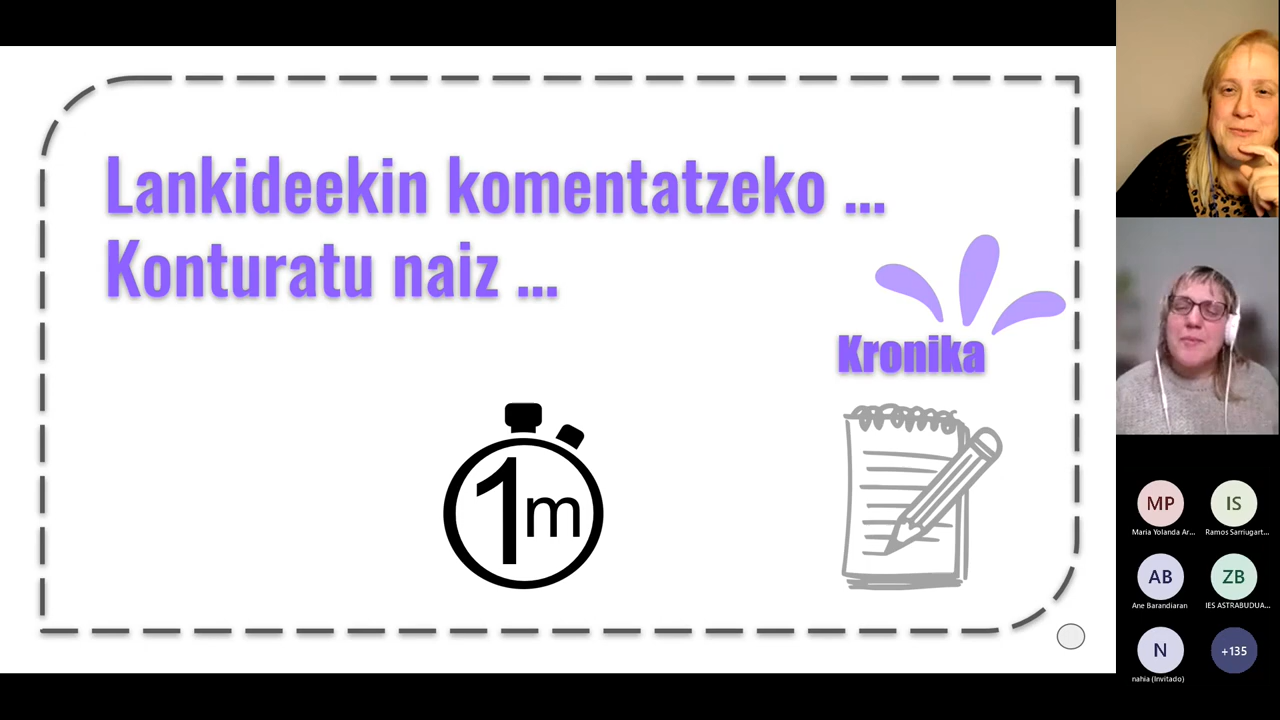 Lankideekin komentatzeko ...
Konturatu naiz ...
Kronika
1m
MP
IS
Maria Yolanda Ar...
Ramos Sarriugart...
AB
ZB
Ane Barandiaran
IES ASTRABUDUA...
N
+135
nahia (Invitado)